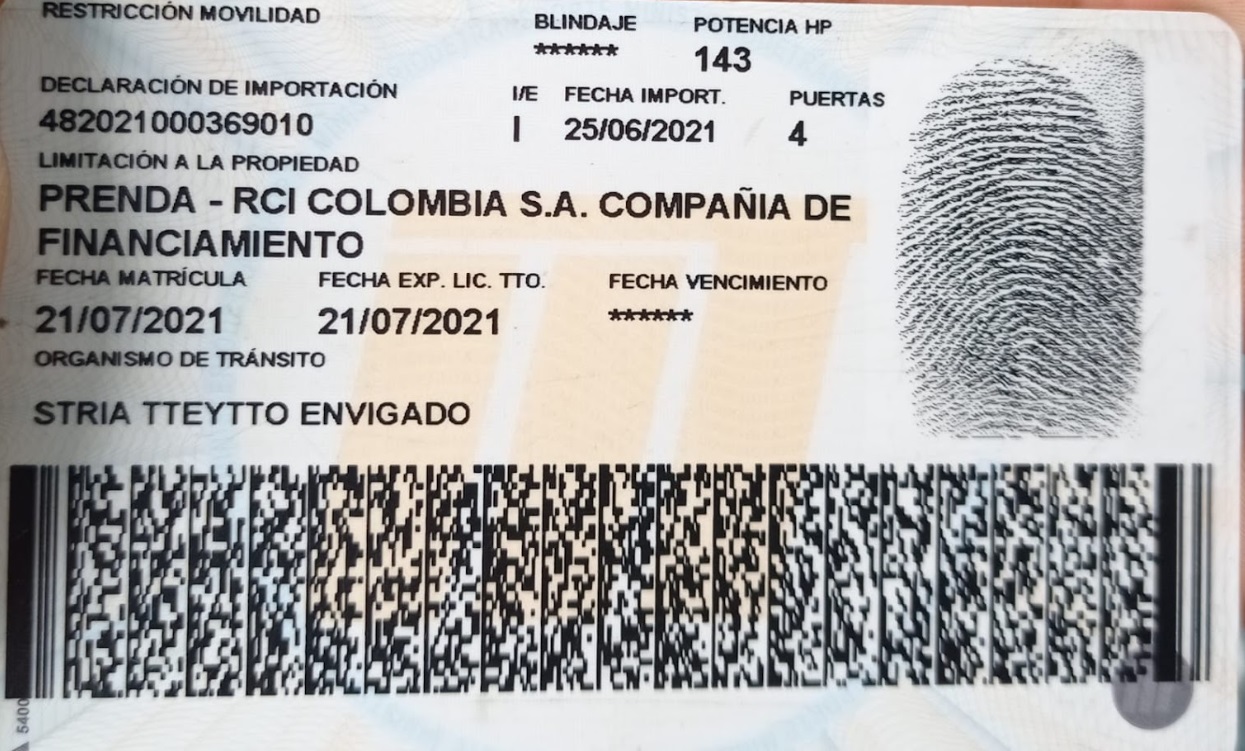 RESTRICCIÓN MOVILIDAD BLINDAJE POTENCIA HP
****** 143
DECLARACIÓN DE IMPORTACIÓN I/E FECHA IMPORT. PUERTAS
482021000369010 I 25/06/2021 4
LIMITACIÓN A LA PROPIEDAD
PRENDA - RCI COLOMBIA S.A. COMPAÑIA DE
FINANCIAMIENTO
FECHA MATRÍCULA FECHA EXP. LIC. TTO. FECHA VENCIMIENTO
21/07/2021 21/07/2021 ******
ORGANISMO DE TRÁNSITO
STRIA TTEYTTO ENVIGADO